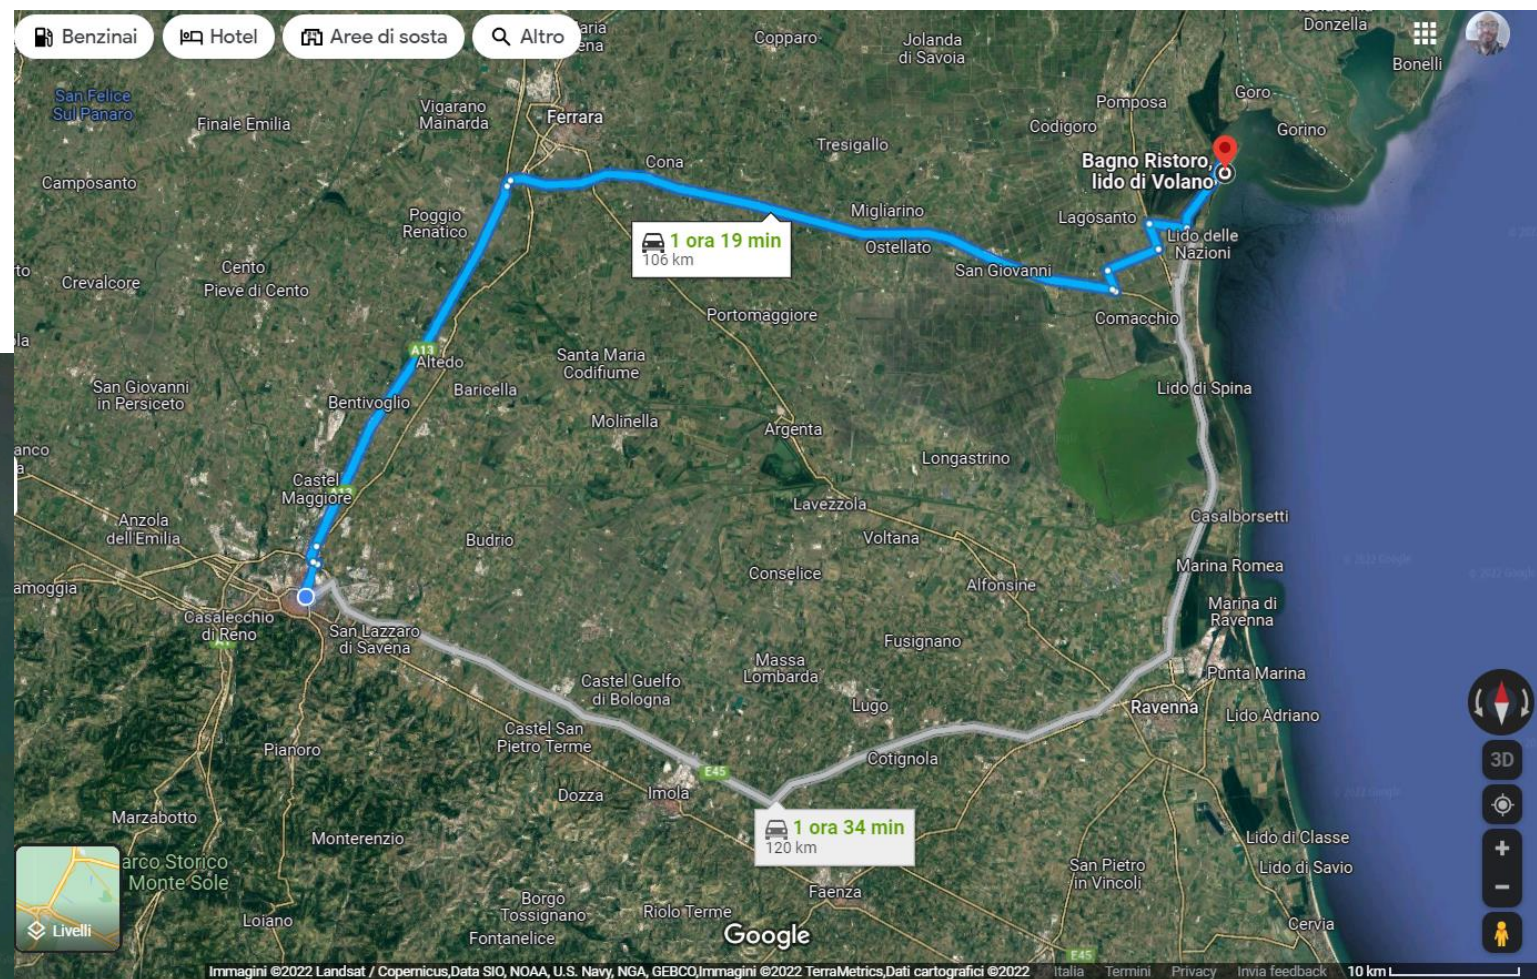 Benzinai
Hotel
Aree di sosta
Altro
Copparo
Jolanda
di Savoia
Donzella
Bonelli
San Felice
Sul Panaro
Finale Emilia
Vigarano
Mainarda
Ferrara
Pomposa
Goro
Codigoro
Gorino
Tresigallo
Cona
Bagno Ristoro,
lido di Volano
Camposanto
Poggio
Renatico
Migliarino
Lagosanto
1 ora 19 min
106 km
Ostellato
Lido delle
Nazioni
Cento
San Giovanni
Crevalcore
Pieve di Cento
Portomaggiore
Comacchio
A13
Altedo
Santa Maria
Codifiume
San Giovanni
in Persiceto
Baricella
Lido di Spina
Bentivoglio
Molinella
Argenta
Longastrino
Castel
Maggiore
A13
Lavezzola
Casalborsetti
Anzola
dell'Emilia
Budrio
Voltana
Conselice
Marina Romea
amoggia
Alfonsine
Marina di
Ravenna
Casalecchio
di Reno
San Lazzaro
di Savena
Fusignano
Massa
Lombarda
Punta Marina
Castel Guelfo
di Bologna
Lugo
Ravenna
Lido Adriano
Castel San
Pietro Terme
Pianoro
Cotignola
3D
E45
Dozza
Imola
Marzabotto
1 ora 34 min
120 km
Monterenzio
Lido di Classe
arco Storico
Monte Sole
San Pietro
in Vincoli
Lido di Savio
Faenza
Borgo
Tossignano
Riolo Terme
Loiano
Livelli
Fontanelice
Google
Cervia
E45
Immagini ©2022 Landsat / Copernicus,Data SIO, NOAA, U.S. Navy, NGA, GEBCO,Immagini ©2022 TerraMetrics,Dati cartografici ©2022
Italia
Termini
Privacy
Invia feedback
10 km